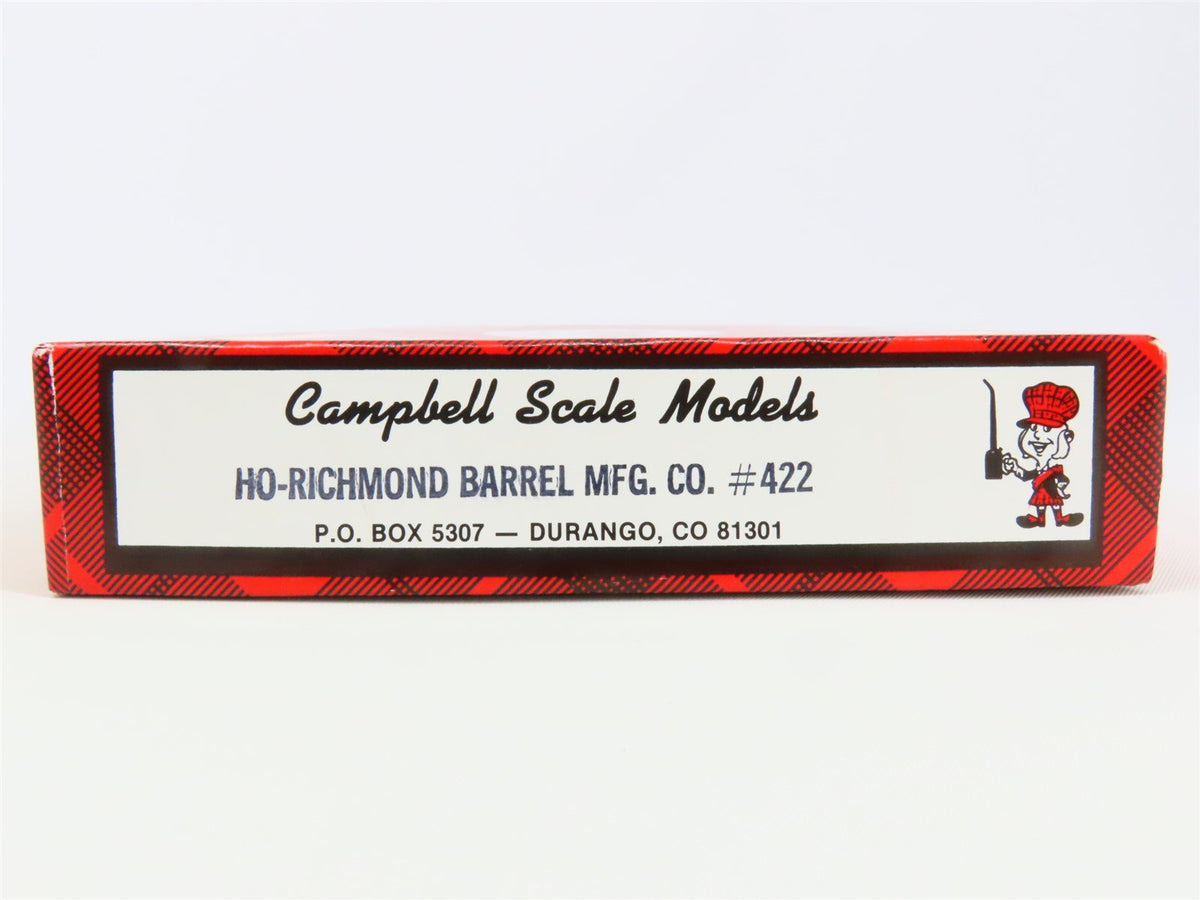 Campbell Scale Models
HO-RICHMOND BARREL MFG. CO. #422
P.O. BOX 5307 — DURANGO, CO 81301